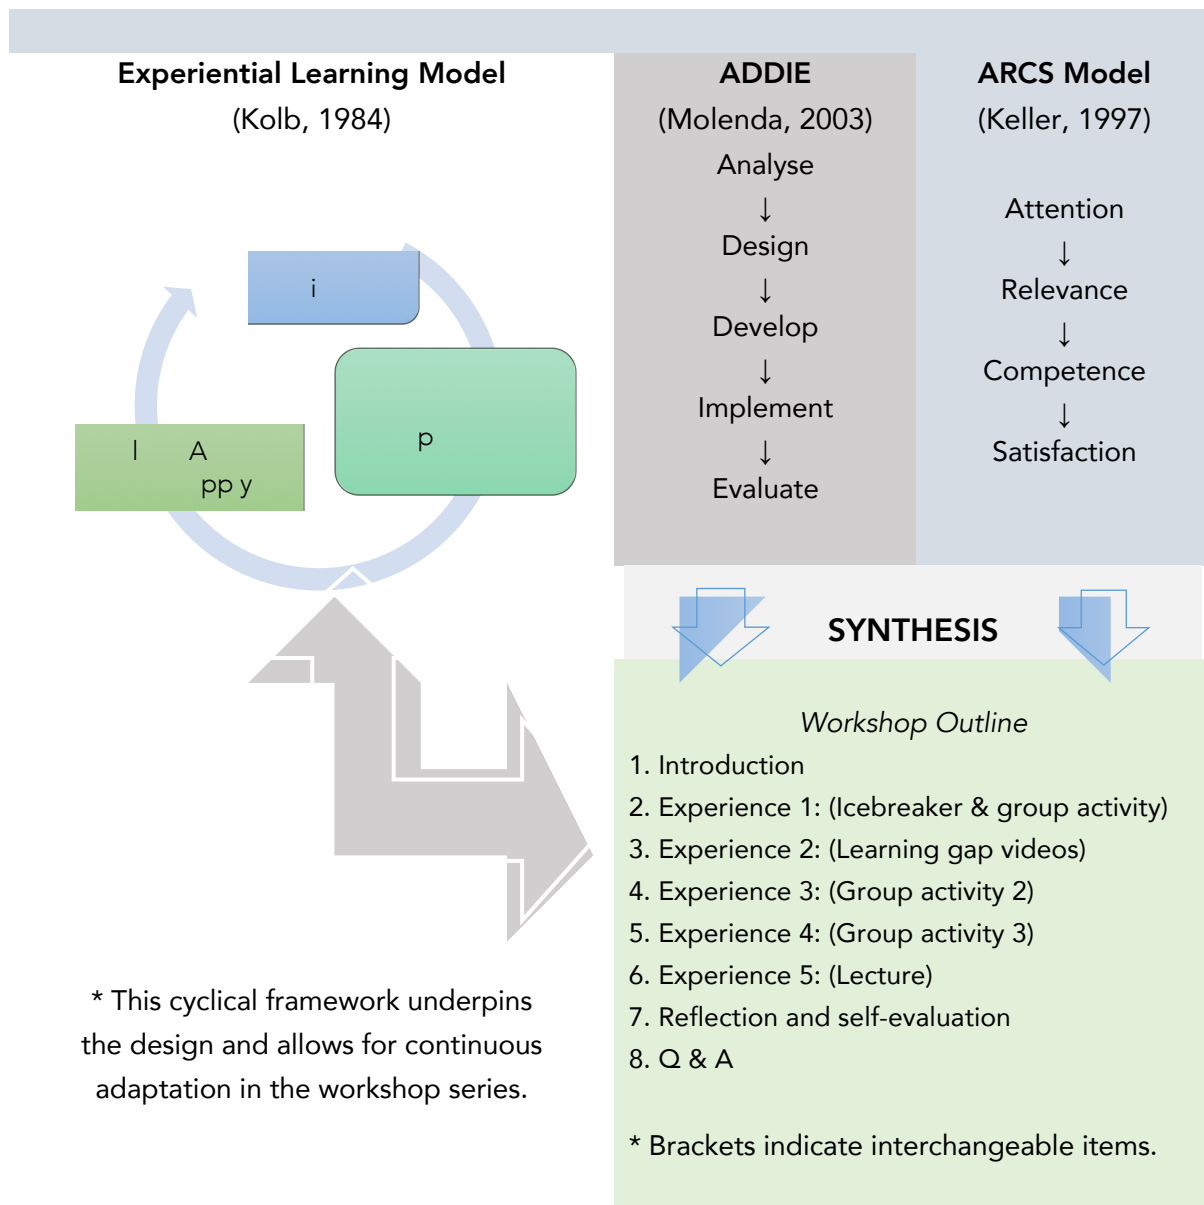 Experiential Learning Model
(Kolb, 1984)
i
p
l A
pp y
* This cyclical framework underpins
the design and allows for continuous
adaptation in the workshop series.
ADDIE
(Molenda, 2003)
Analyse
↓
Design
↓
Develop
↓
Implement
↓
Evaluate
ARCS Model
(Keller, 1997)
Attention
↓
Relevance
↓
Competence
↓
Satisfaction
SYNTHESIS
Workshop Outline
1. Introduction
2. Experience 1: (Icebreaker & group activity)
3. Experience 2: (Learning gap videos)
4. Experience 3: (Group activity 2)
5. Experience 4: (Group activity 3)
6. Experience 5: (Lecture)
7. Reflection and self-evaluation
8. Q & A
* Brackets indicate interchangeable items.